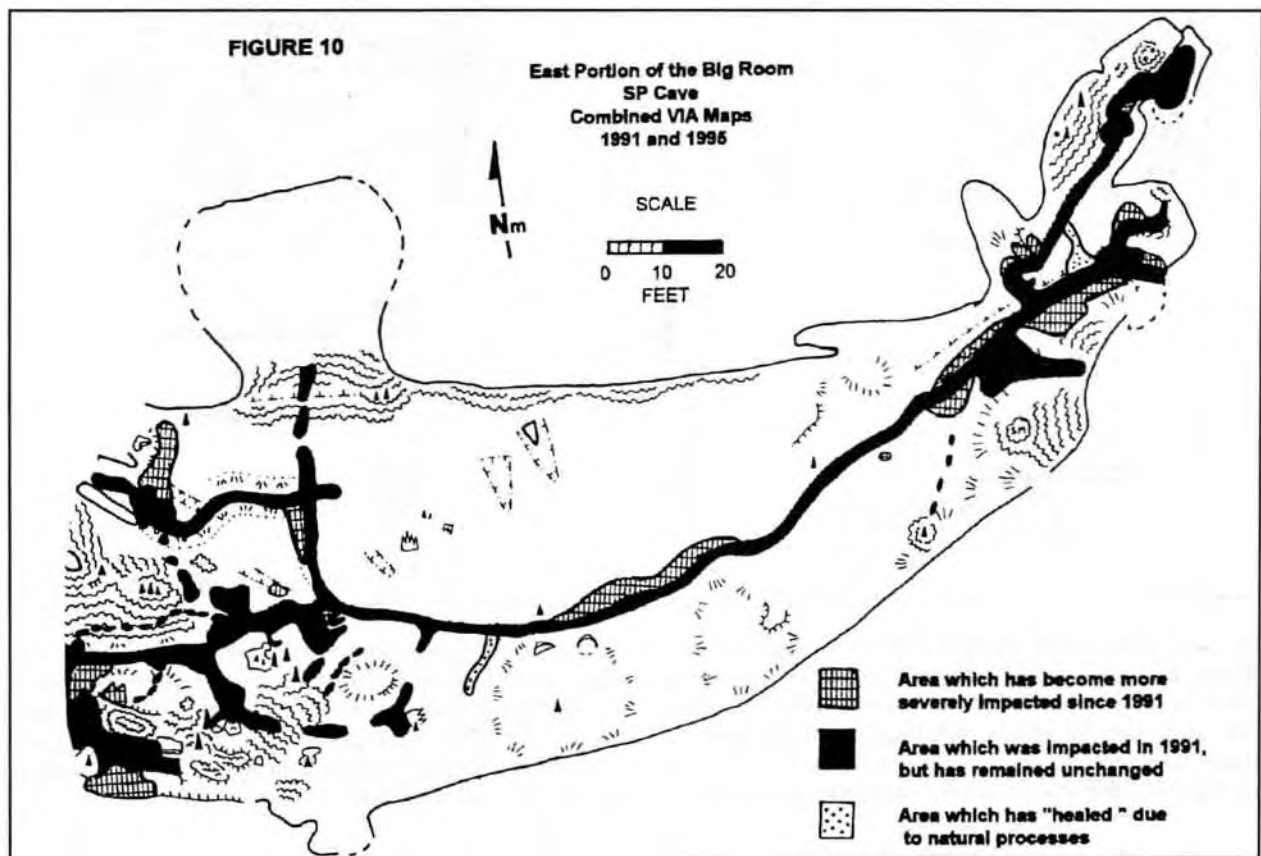 FIGURE 10
East Portion of the Big Room
SP Cave
Combined VIA Maps
1991 and 1995
Nm
SCALE
0 10 20
FEET
Area which has become more
severely impacted since 1991
Area which was impacted in 1991,
but has remained unchanged
Area which has "healed " due
to natural processes